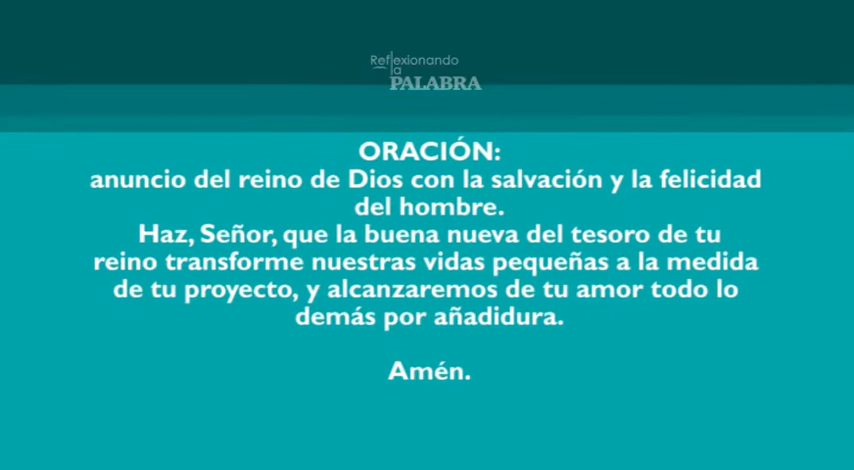 Reflexionando
la
PALABRA
ORACIÓN:
anuncio del reino de Dios con la salvación y la felicidad
del hombre.
Haz, Señor, que la buena nueva del tesoro de tu
reino transforme nuestras vidas pequeñas a la medida
de tu proyecto, y alcanzaremos de tu amor todo lo
demás por añadidura.
Amén.